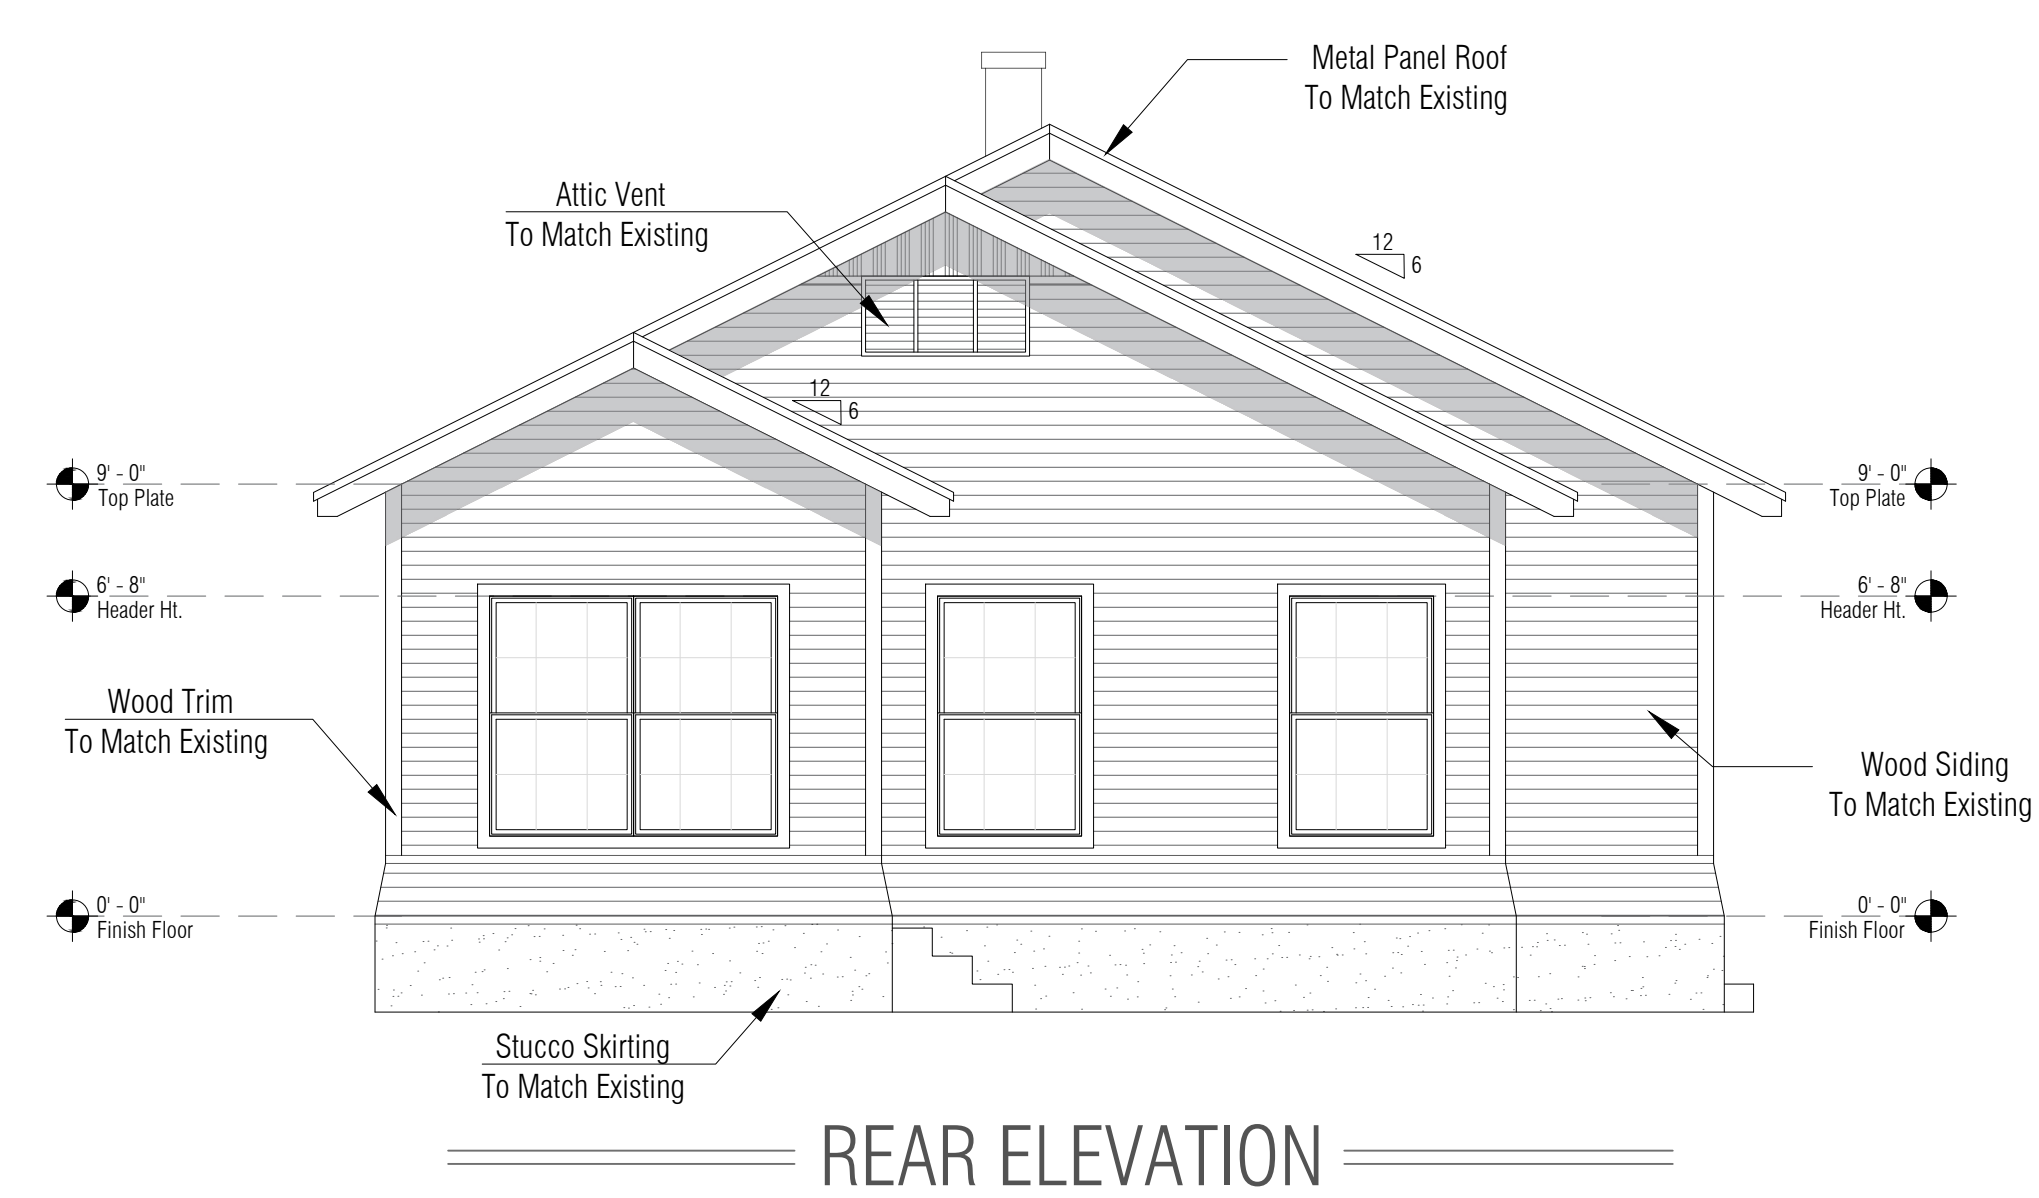 Metal Panel Roof
To Match Existing
Attic Vent
To Match Existing
12
6
12
6
9' - 0"
Top Plate
9' - 0"
Top Plate
6' - 8"
Header Ht.
6' - 8"
Header Ht.
Wood Trim
To Match Existing
Wood Siding
To Match Existing
0' - 0"
Finish Floor
0' - 0"
Finish Floor
Stucco Skirting
To Match Existing
REAR ELEVATION